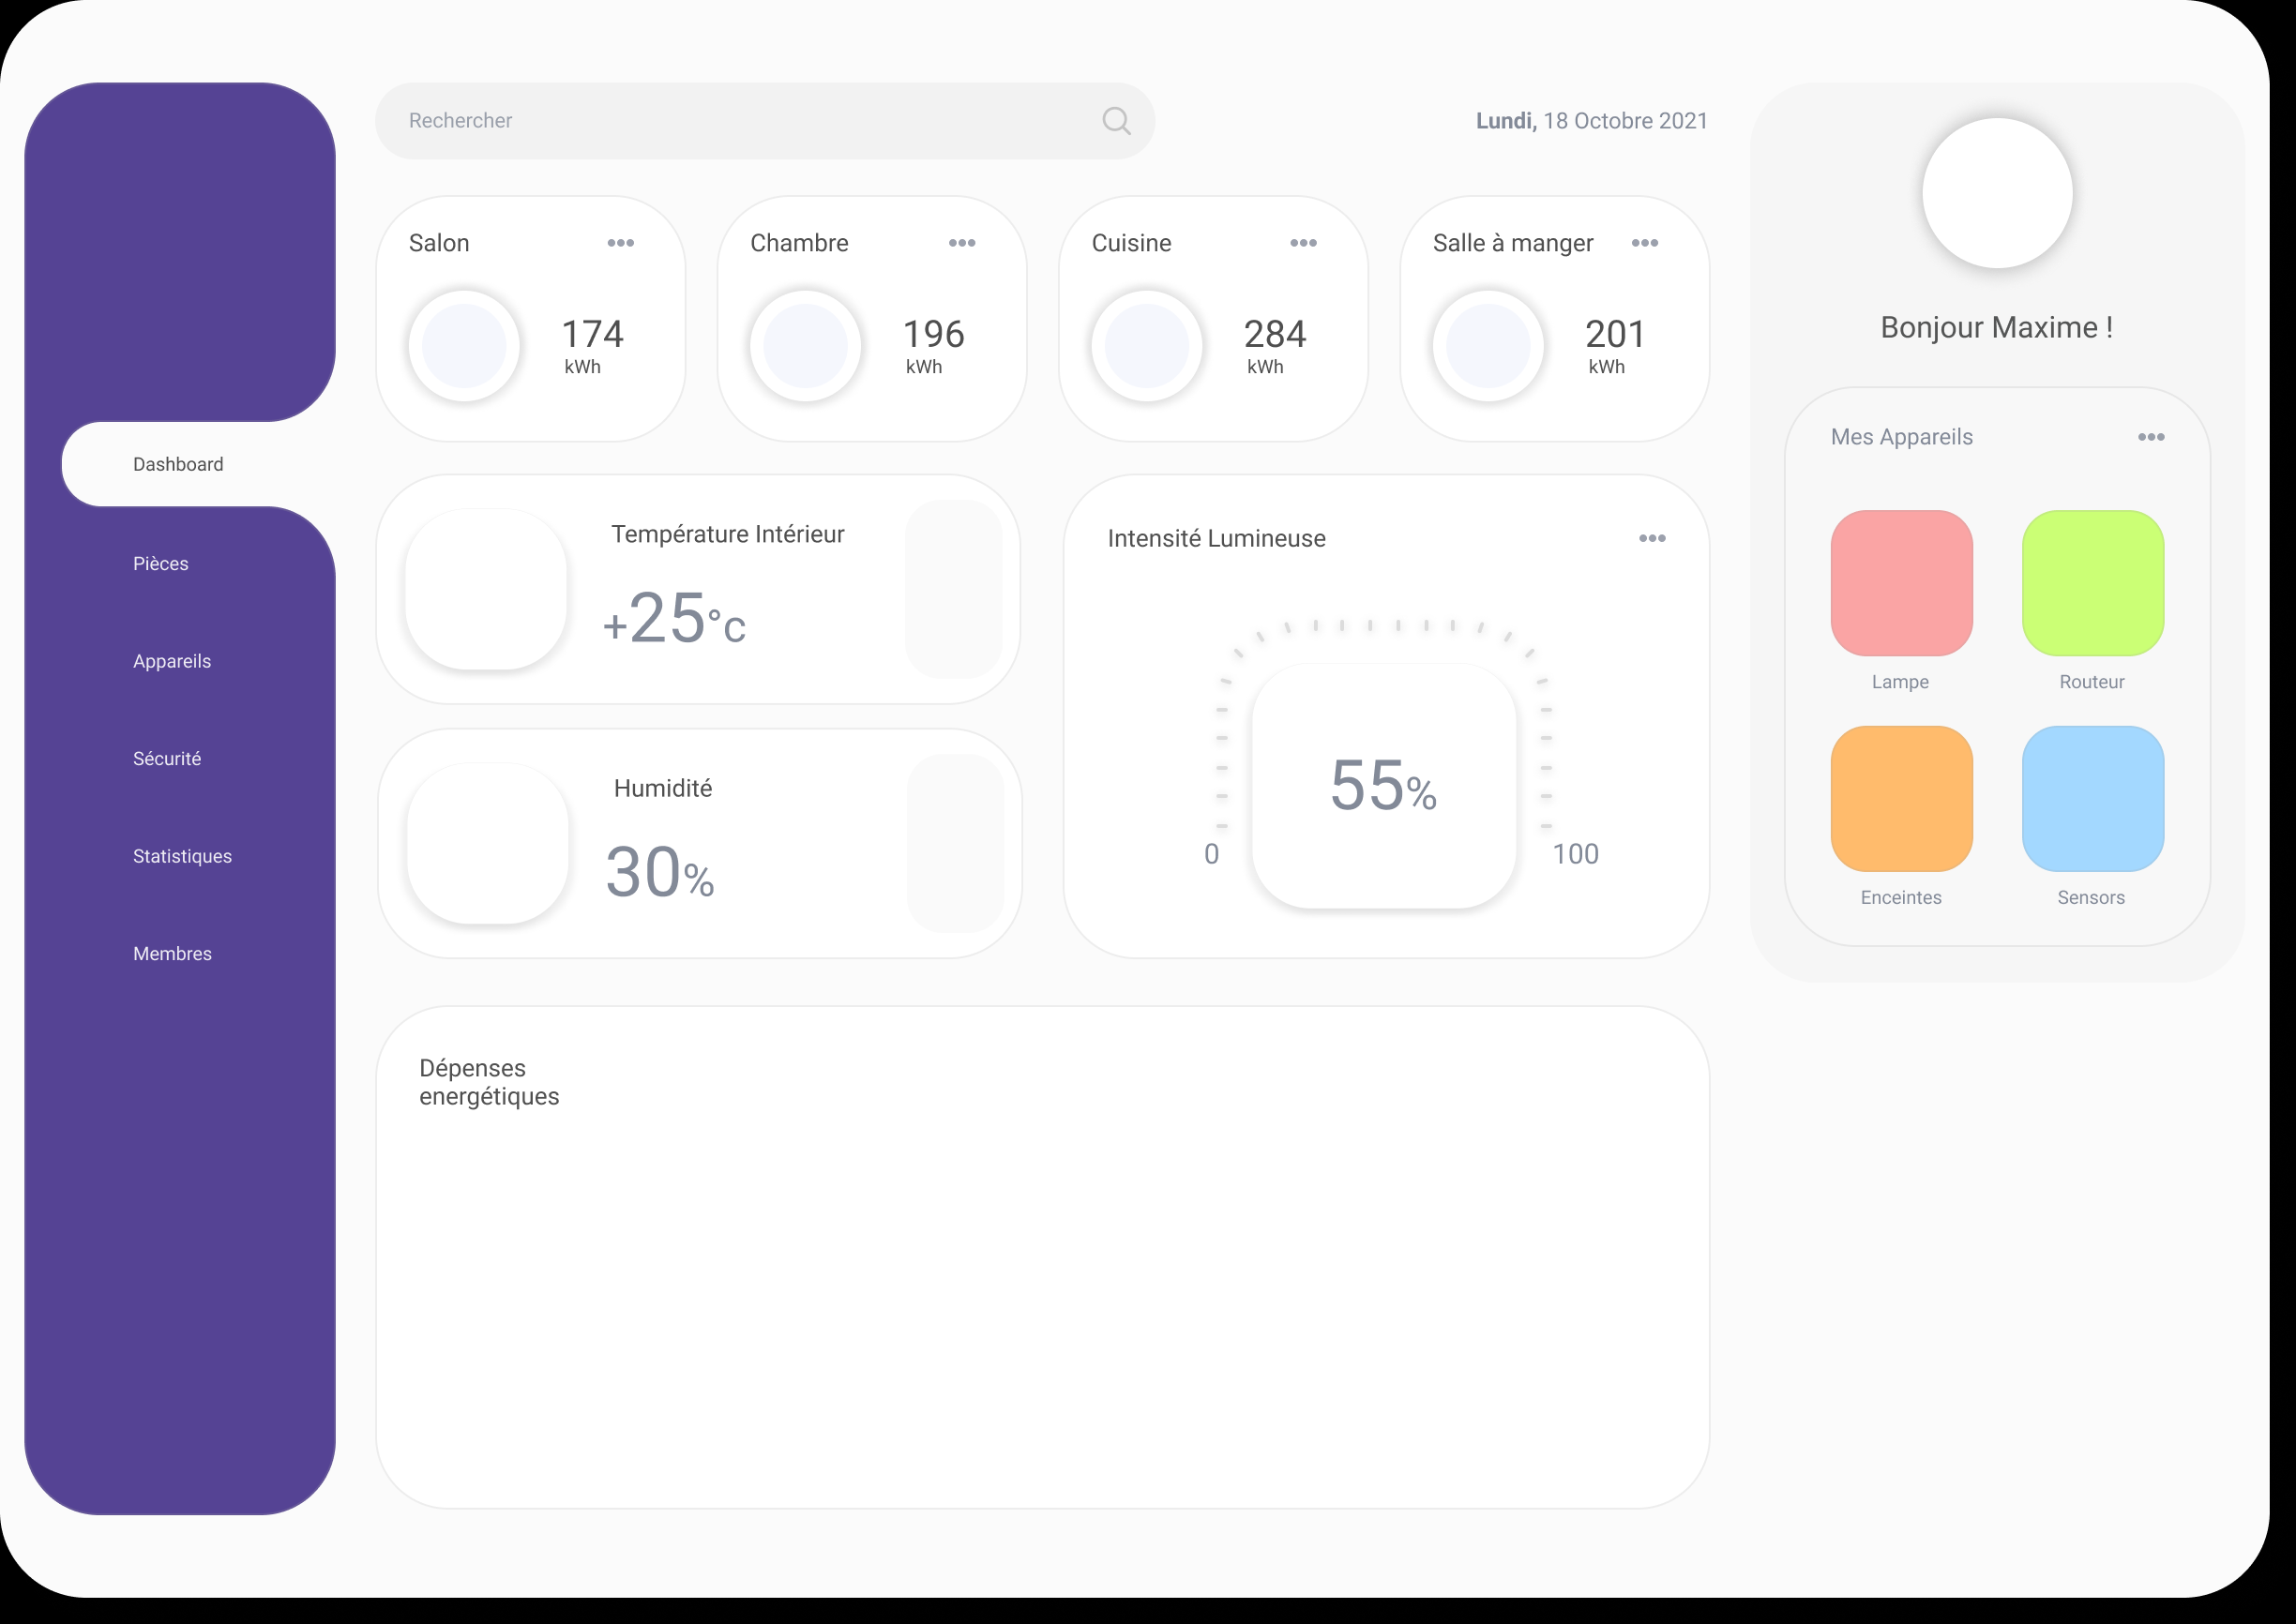 Rechercher
Lundi, 18 Octobre 2021
Dashboard
Pièces
Appareils
Sécurité
Statistiques
Membres
Salon
174
kWh
Chambre
196
kWh
Cuisine
284
kWh
Salle à manger
201
kWh
Température Intérieur
+25°c
Humidité
30%
Intensité Lumineuse
55%
0
100
Dépenses
energétiques
Bonjour Maxime !
Mes Appareils
Lampe
Routeur
Enceintes
Sensors